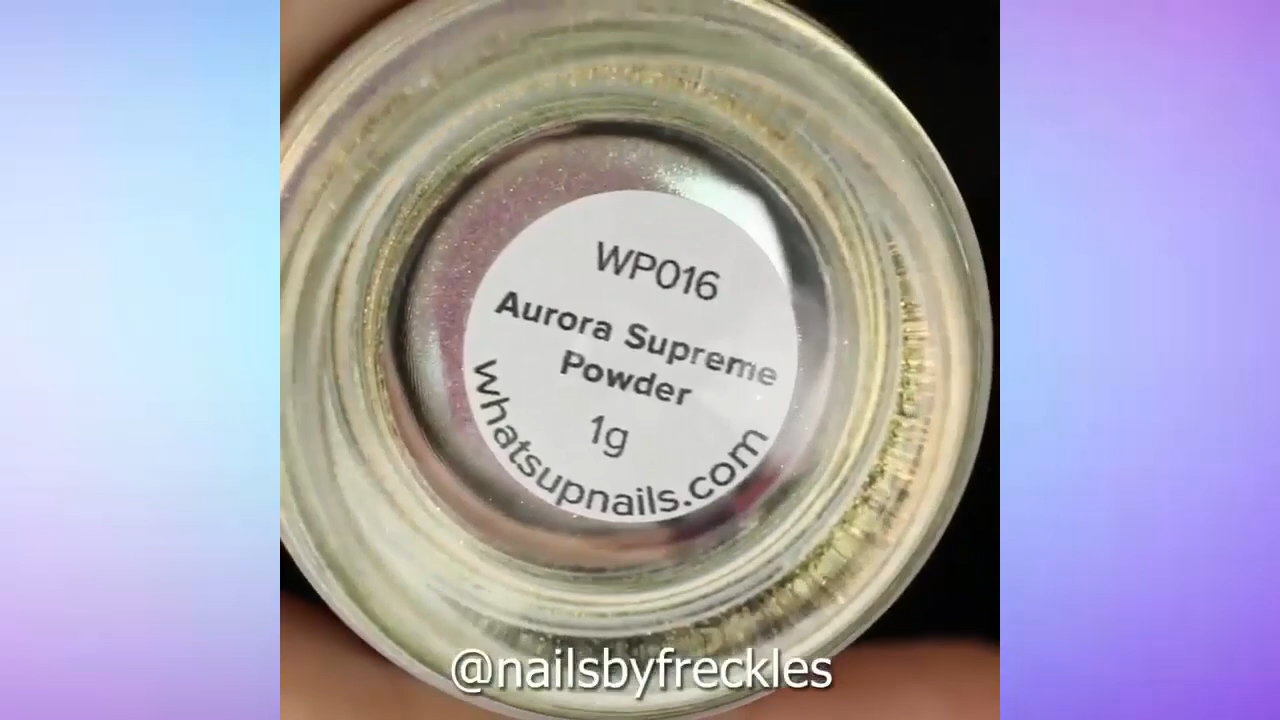 WP016
Aurora Supreme
Powder
1g
whatsupnails.com
@nailsbyfreckles